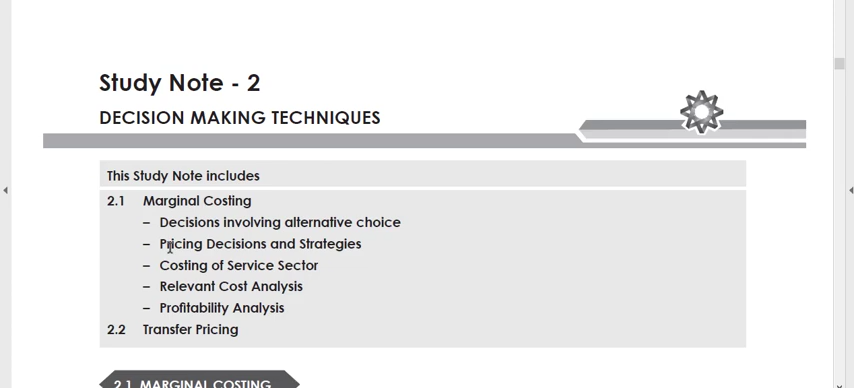 Study Note - 2
DECISION MAKING TECHNIQUES
This Study Note includes
2.1 Marginal Costing
– Decisions involving alternative choice
– Pricing Decisions and Strategies
– Costing of Service Sector
– Relevant Cost Analysis
– Profitability Analysis
2.2 Transfer Pricing
2.1 MARGINAL COSTING